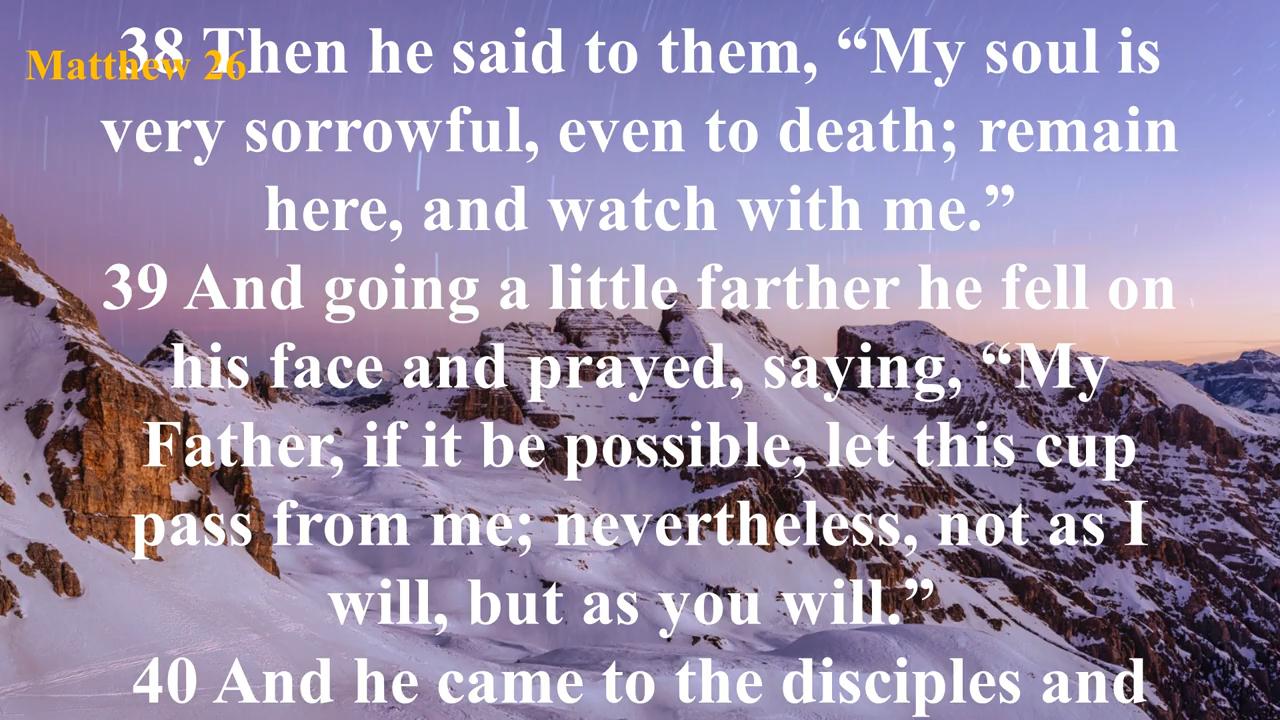 Matthew 26
38 Then he said to them, “My soul is
very sorrowful, even to death; remain
here, and watch with me.”
39 And going a little farther he fell on
his face and prayed, saying, “My
Father, if it be possible, let this cup
pass from me; nevertheless, not as I
will, but as you will.”
40 And he came to the disciples and